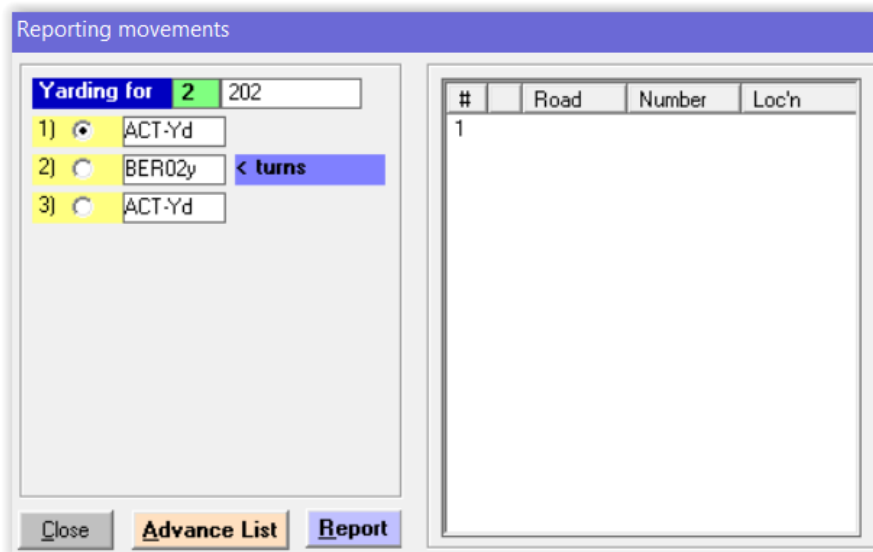 Reporting movements
Yarding for 2 202
1) ACT-Yd
2) BER02y < turns
3) ACT-Yd
Close Advance List Report
# Road Number Loc'n
1